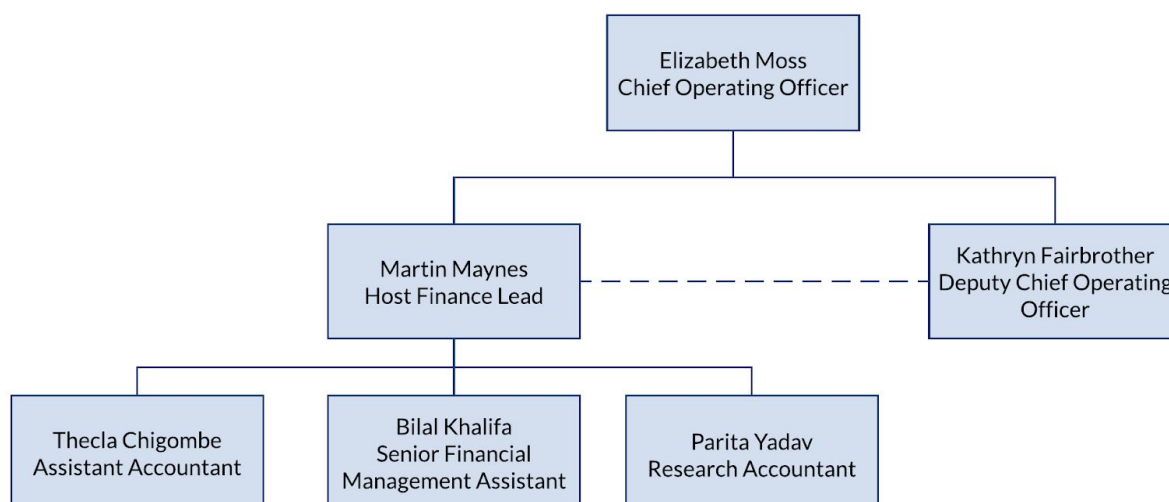 Elizabeth Moss
Chief Operating Officer
Martin Maynes
Host Finance Lead
Kathryn Fairbrother
Deputy Chief Operating
Officer
Thecla Chigombe
Assistant Accountant
Bilal Khalifa
Senior Financial
Management Assistant
Parita Yadav
Research Accountant